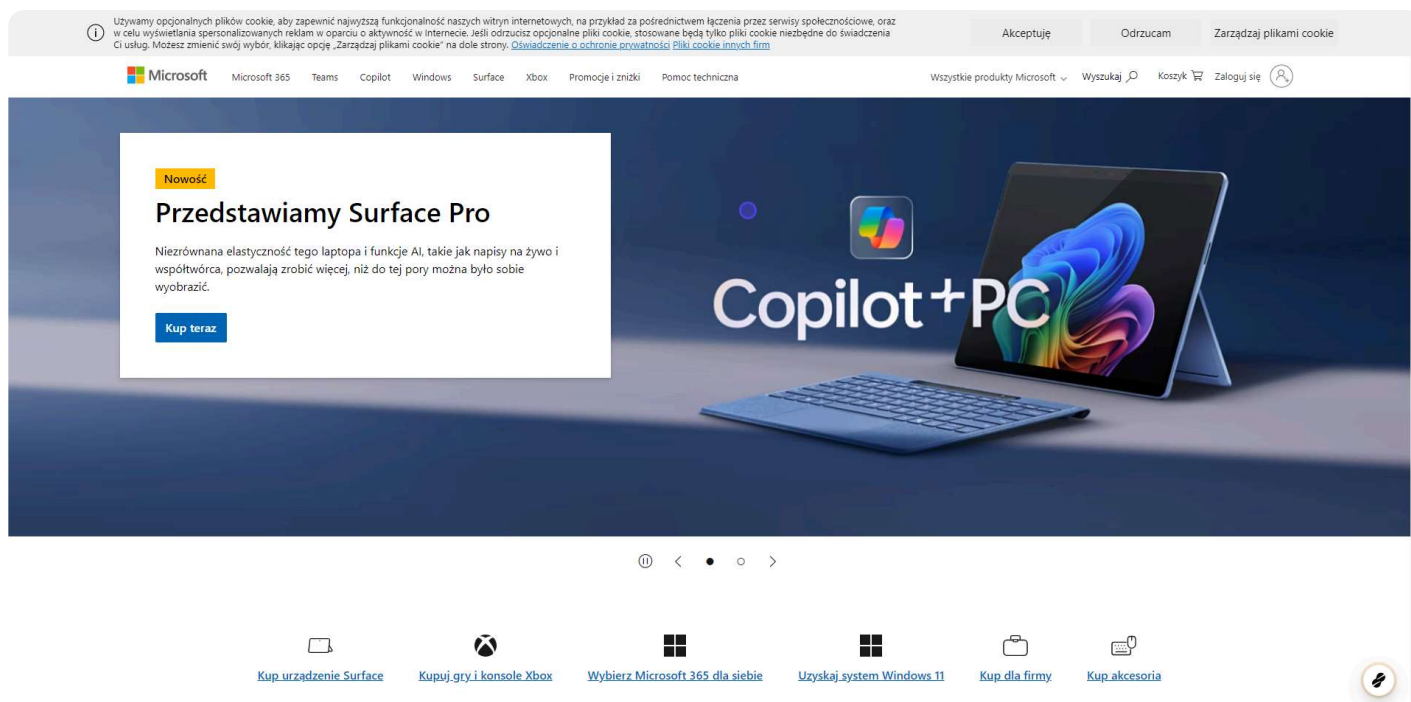 Używamy opcjonalnych plików cookie, aby zapewnić najwyższą funkcjonalność naszych witryn internetowych, na przykład za pośrednictwem łączenia przez serwisy społecznościowe, oraz
w celu wyświetlania spersonalizowanych reklam w oparciu o aktywność w Internecie. Jeśli odrzucisz opcjonalne pliki cookie, stosowane będą tylko pliki cookie niezbędne do świadczenia
Ci usług. Możesz zmienić swój wybór, klikając opcję „Zarządzaj plikami cookie" na dole strony. Oświadczenie o ochronie prywatności Pliki cookie innych firm
Akceptuję
Odrzucam
Zarządzaj plikami cookie
Microsoft
Microsoft 365
Teams
Copilot
Windows
Surface
Xbox
Promocje i zniżki
Pomoc techniczna
Wszystkie produkty Microsoft
Wyszukaj
Koszyk
Zaloguj się
Nowość
Przedstawiamy Surface Pro
Niezrównana elastyczność tego laptopa i funkcje AI, takie jak napisy na żywo i
współtwórca, pozwalają zrobić więcej, niż do tej pory można było sobie
wyobrazić.
Kup teraz
Copilot+PC
Kup urządzenie Surface
Kupuj gry i konsole Xbox
Wybierz Microsoft 365 dla siebie
Uzyskaj system Windows 11
Kup dla firmy
Kup akcesoria